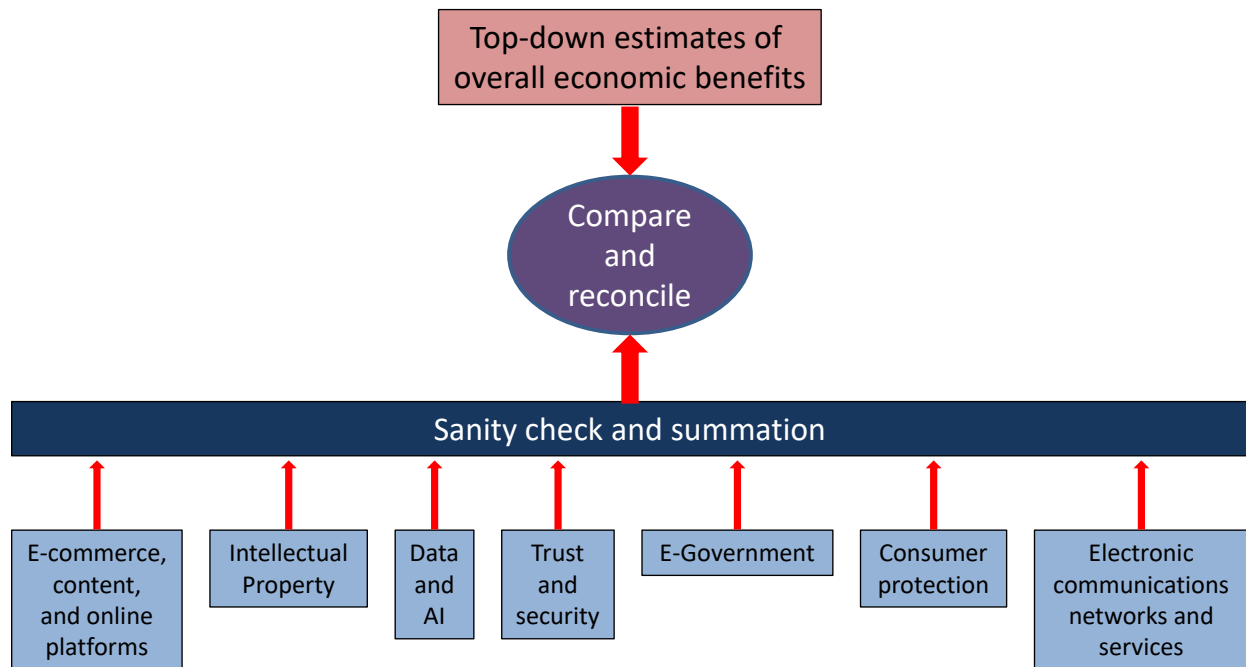 Top-down estimates of
overall economic benefits
Compare
and
reconcile
Sanity check and summation
E-commerce,
content,
and online
platforms
Intellectual
Property
Data
and
AI
Trust
and
security
E-Government
Consumer
protection
Electronic
communications
networks and
services